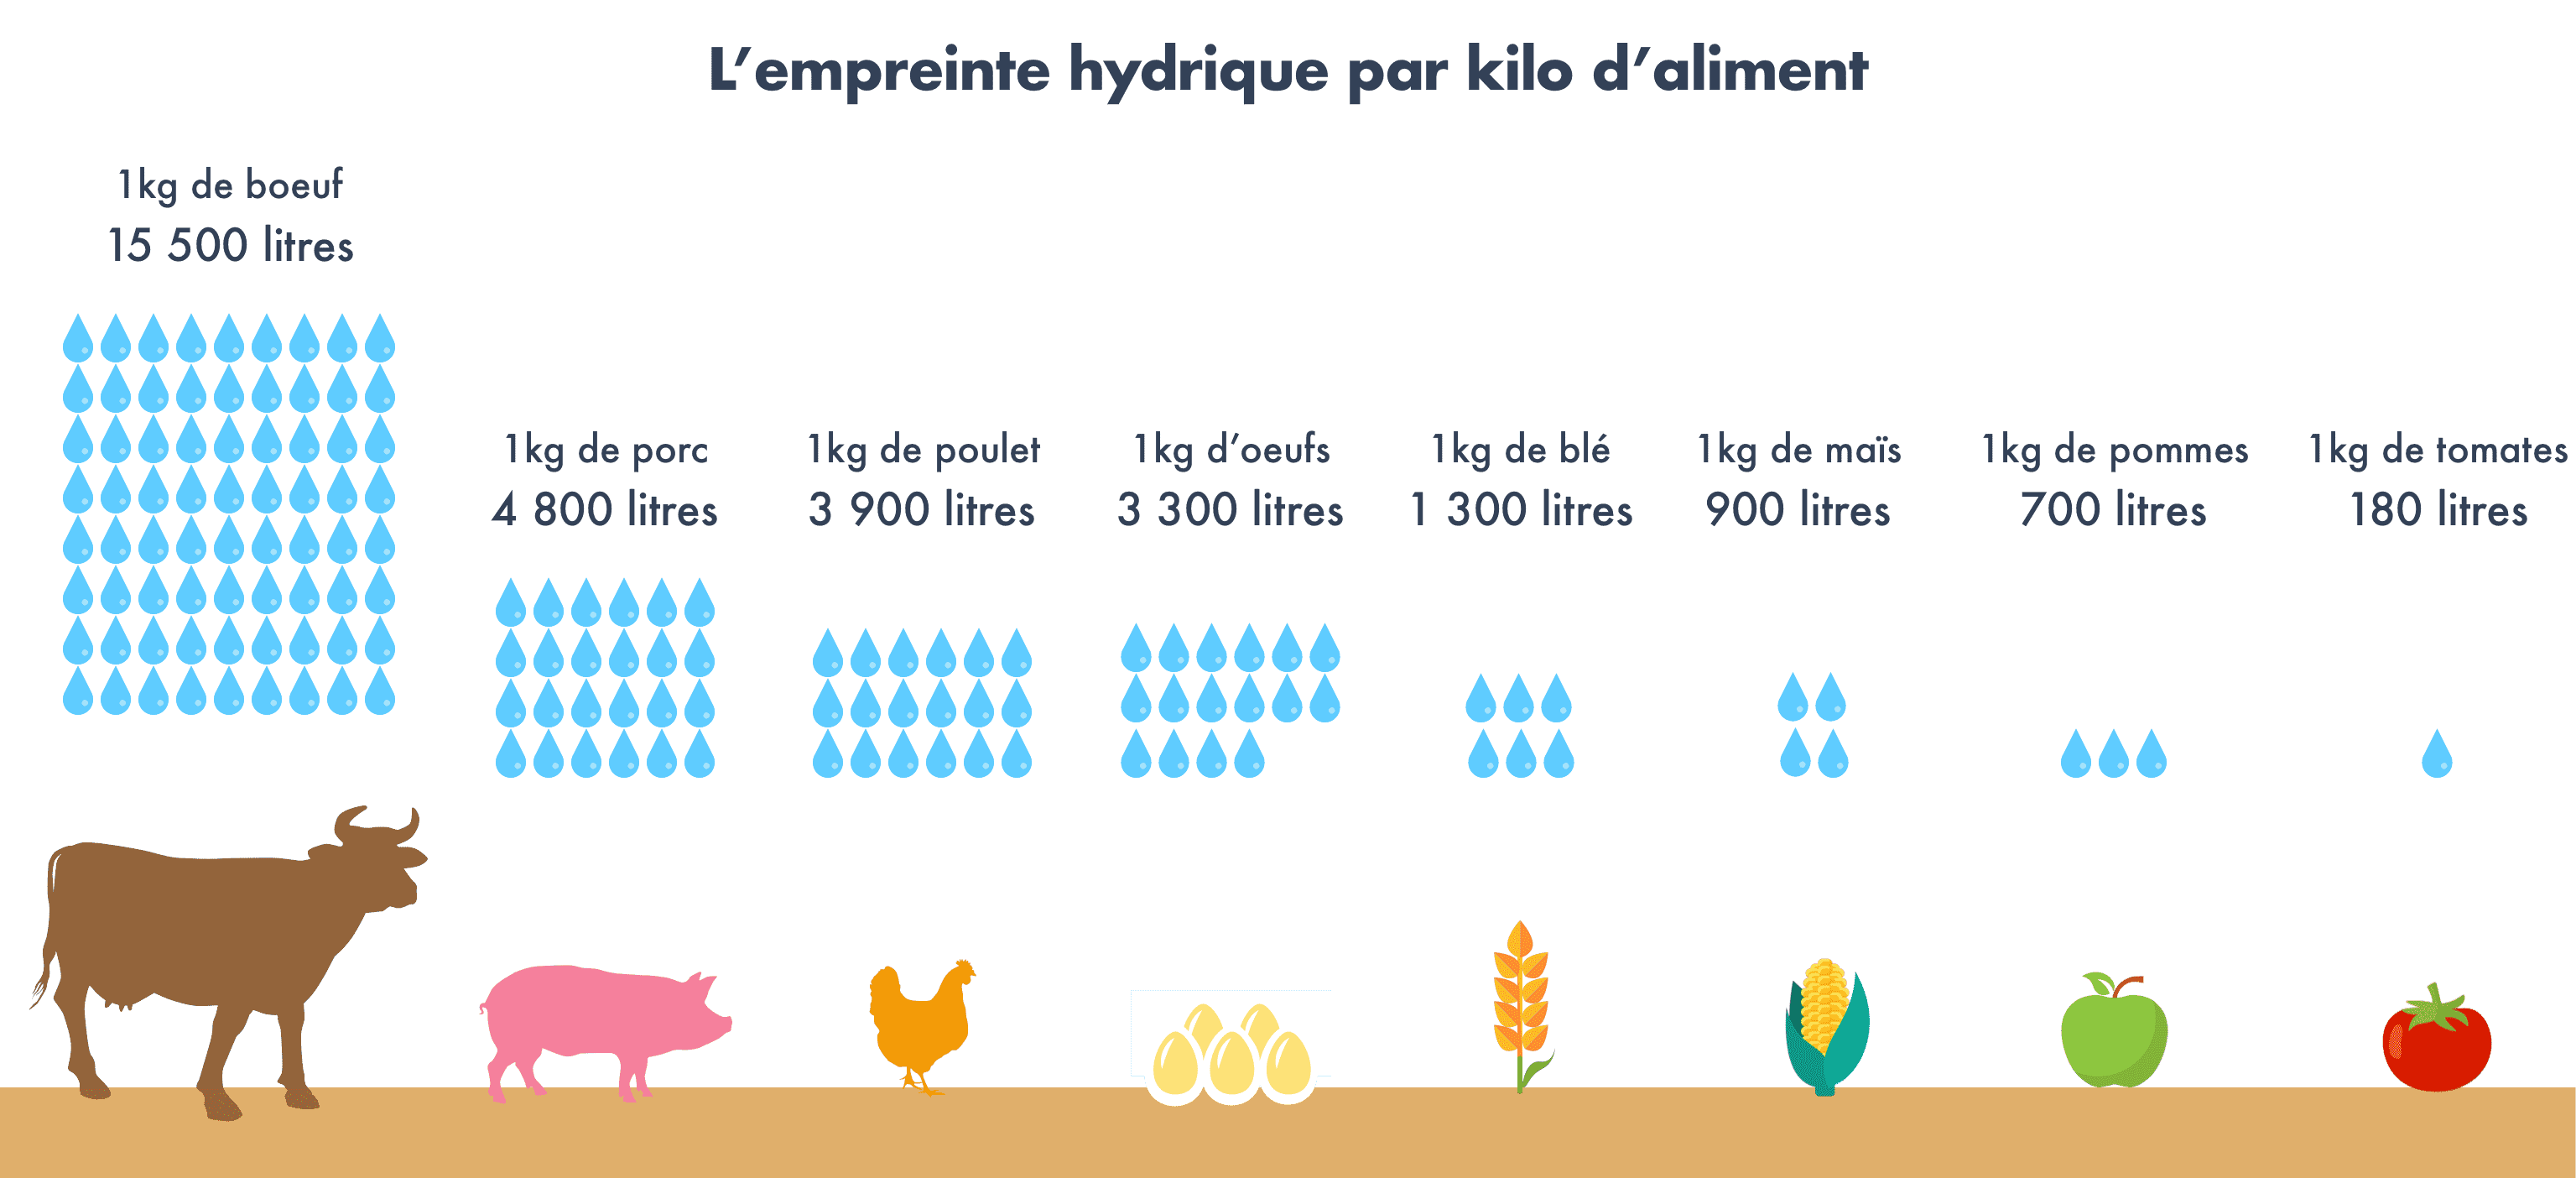 L’empreinte hydrique par kilo d’aliment
1kg de boeuf
15 500 litres
1kg de porc
4 800 litres
1kg de poulet
3 900 litres
1kg d’oeufs
3 300 litres
1kg de blé
1 300 litres
1kg de maïs
900 litres
1kg de pommes
700 litres
1kg de tomates
180 litres